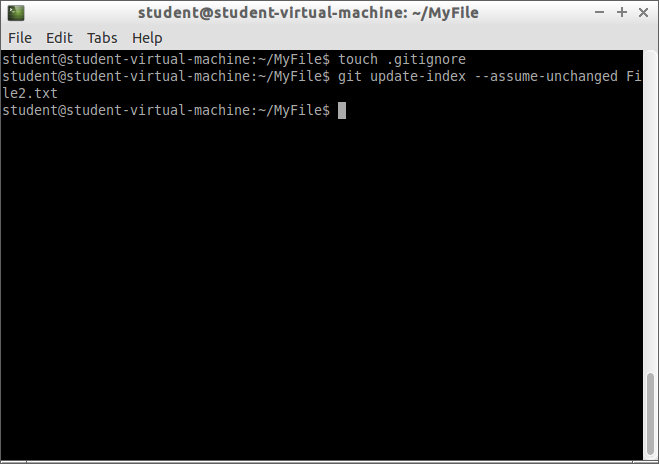 student@student-virtual-machine: ~/MyFile
File Edit Tabs Help
student@student-virtual-machine:~/MyFile$ touch .gitignore
student@student-virtual-machine:~/MyFile$ git update-index --assume-unchanged Fi
le2.txt
student@student-virtual-machine:~/MyFile$